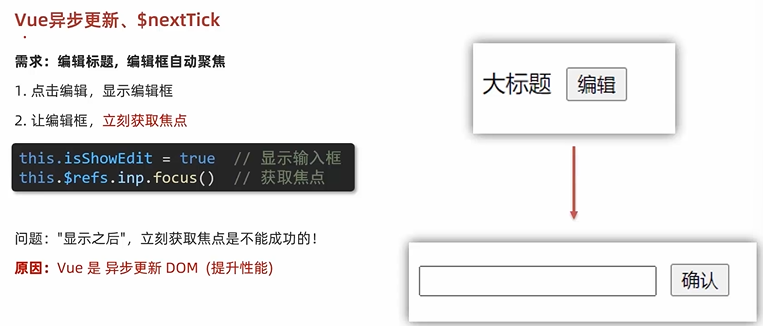 Vue异步更新、$nextTick
需求：编辑标题, 编辑框自动聚焦
1. 点击编辑，显示编辑框
2. 让编辑框，立刻获取焦点
this.isShowEdit = true // 显示输入框
this.$refs.inp.focus() // 获取焦点
问题："显示之后"，立刻获取焦点是不能成功的！
原因：Vue 是 异步更新 DOM (提升性能)
大标题 编辑
确认